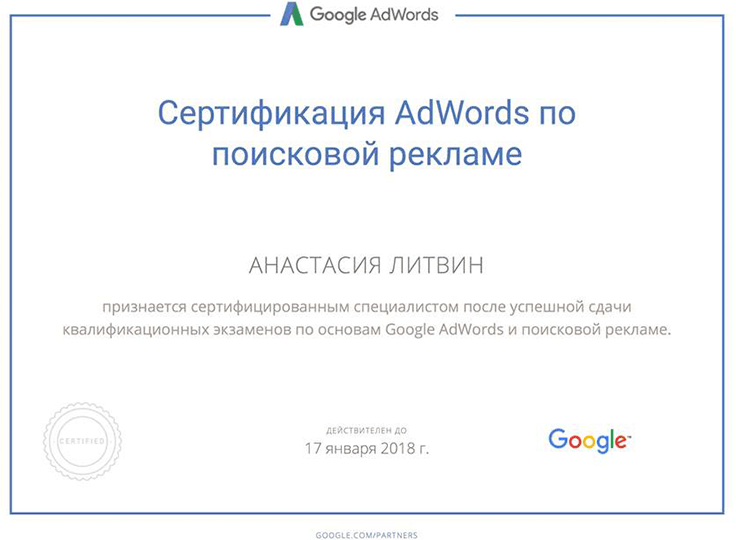 Google AdWords
Сертификация AdWords по
поисковой рекламе
АНАСТАСИЯ ЛИТВИН
признается сертифицированным специалистом после успешной сдачи
квалификационных экзаменов по основам Google AdWords и поисковой рекламе.
CERTIFIED
ДЕЙСТВИТЕЛЕН ДО
17 января 2018 г.
Google
GOOGLE.COM/PARTNERS